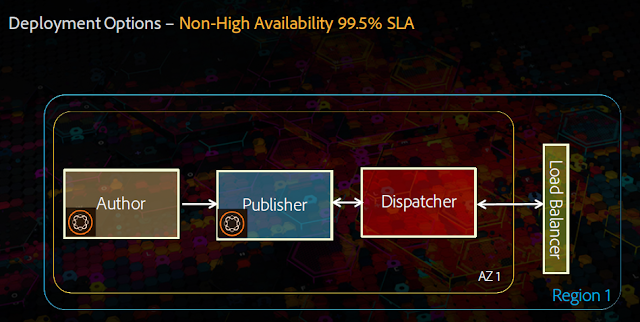 Deployment Options – Non-High Availability 99.5% SLA
Author
Publisher
Dispatcher
Load Balancer
AZ 1
Region 1